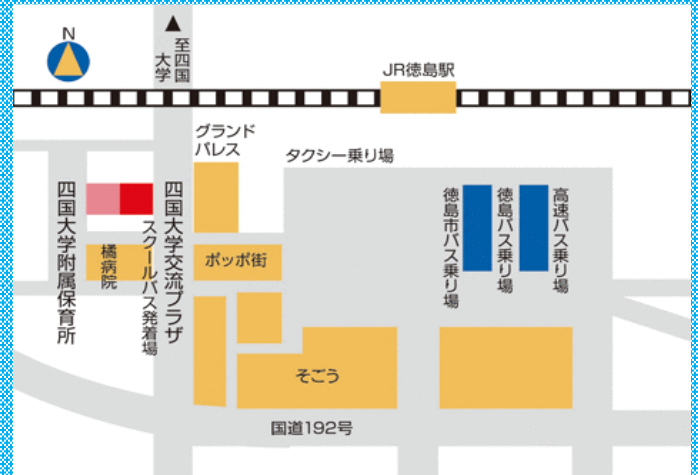 N
至四国
大学
JR徳島駅
グランド
パレス
タクシー乗り場
四国大学附属保育所
橘病院
スクールバス発着場
四国大学交流プラザ
ポッポ街
徳島市バス乗り場
徳島バス乗り場
高速バス乗り場
そごう
国道192号